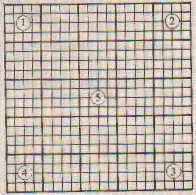 ① ②
⑤
④ ③